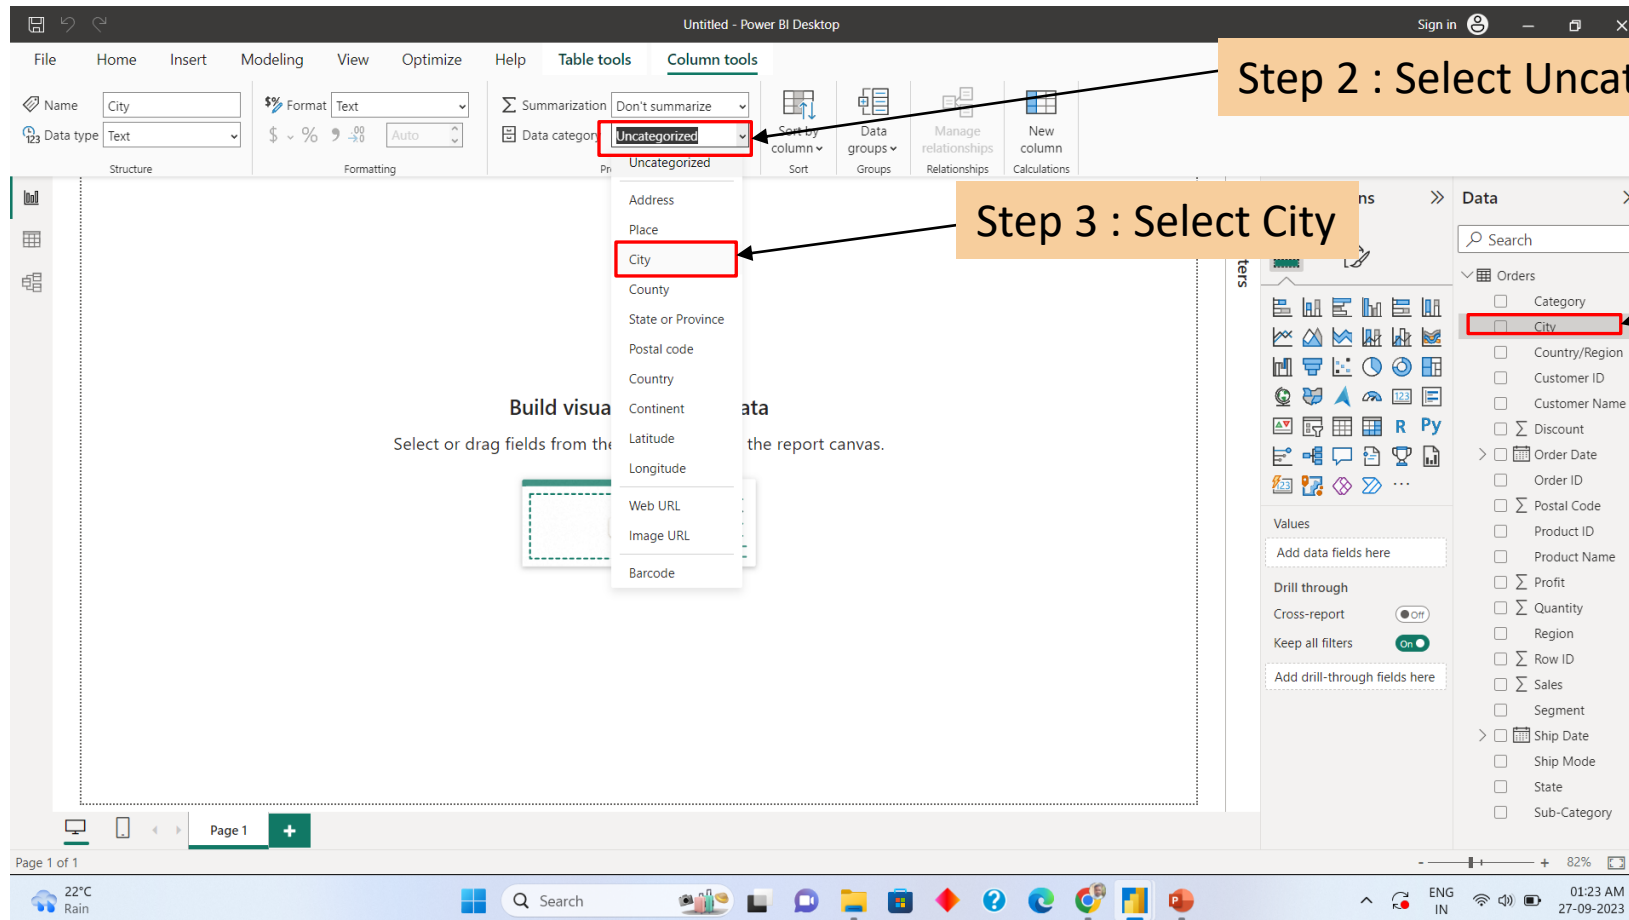 Untitled - Power BI Desktop
Sign in
File Home Insert Modeling View Optimize Help Table tools Column tools
Step 2 : Select Uncat
Name City
$% Format Text
Σ Summarization Don't summarize
Data type Text
$ % 9 .00 Auto
Data category Uncategorized
Sort by column
Data groups
Manage relationships
New column
Structure Formatting Sort Groups Relationships Calculations
Uncategorized
Address
Place
City
County
State or Province
Postal code
Country
Continent
Latitude
Longitude
Web URL
Image URL
Barcode
Step 3 : Select City
Build visua ata
Select or drag fields from the the report canvas.
ters
ns
123
R Py
123
Values
Add data fields here
Drill through
Cross-report Off
Keep all filters On
Add drill-through fields here
Data
Search
Orders
Category
City
Country/Region
Customer ID
Customer Name
Σ Discount
Order Date
Order ID
Σ Postal Code
Product ID
Product Name
Σ Profit
Σ Quantity
Region
Σ Row ID
Σ Sales
Segment
Ship Date
Ship Mode
State
Sub-Category
Page 1
Page 1 of 1
- + 82%
22°C
Rain
Search
ENG
IN
01:23 AM
27-09-2023